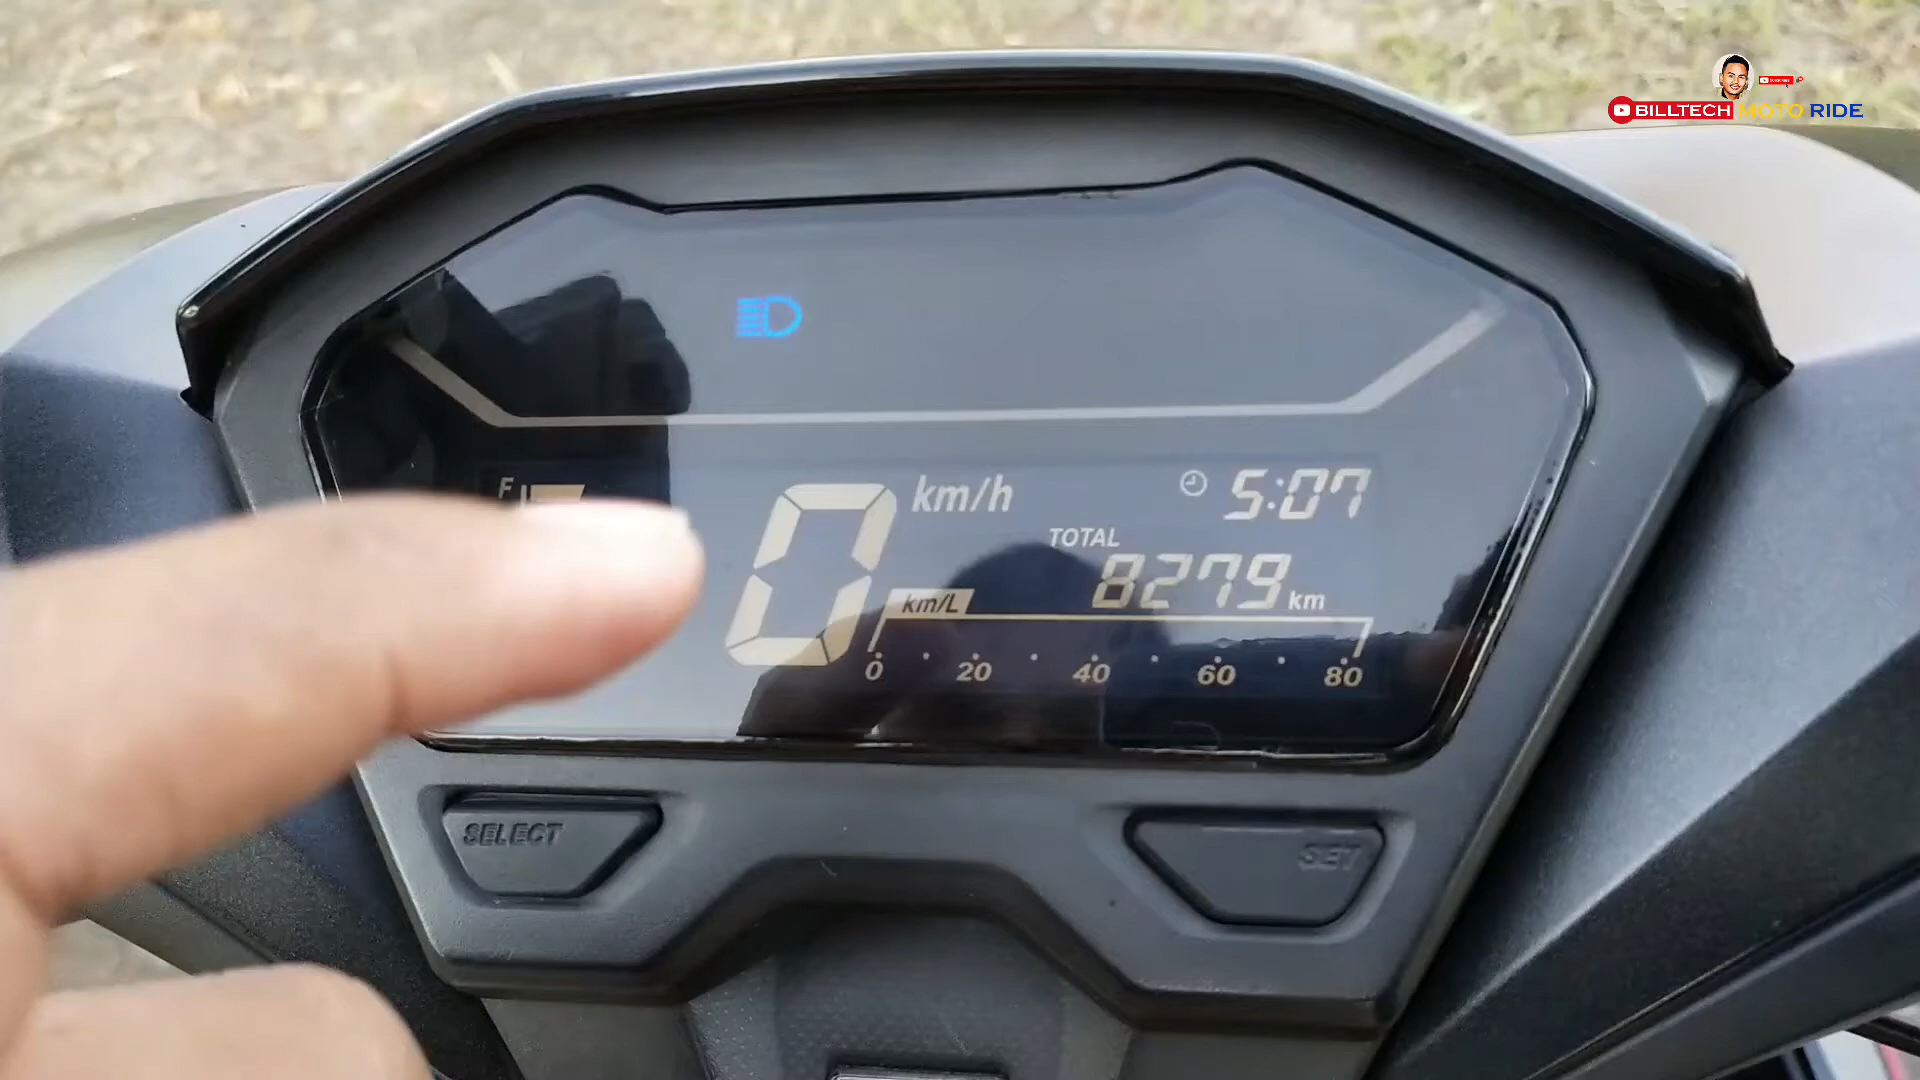 BILLTECH MOTO RIDE
F
0 km/h
5:07
TOTAL
8279 km
km/L
0 20 40 60 80
SELECT
SET